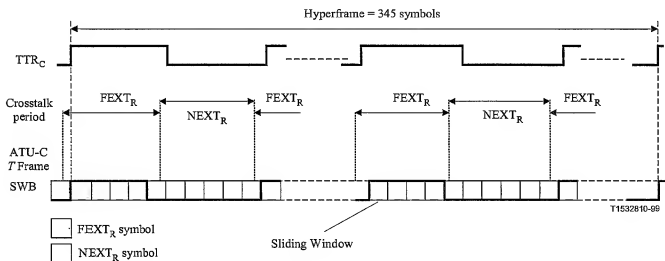 Hyperframe = 345 symbols
TTR_C
Crosstalk period
FEXT_R
NEXT_R
FEXT_R
FEXT_R
NEXT_R
FEXT_R
ATU-C
T Frame
SWB
T1532810-99
FEXT_R symbol
Sliding Window
NEXT_R symbol